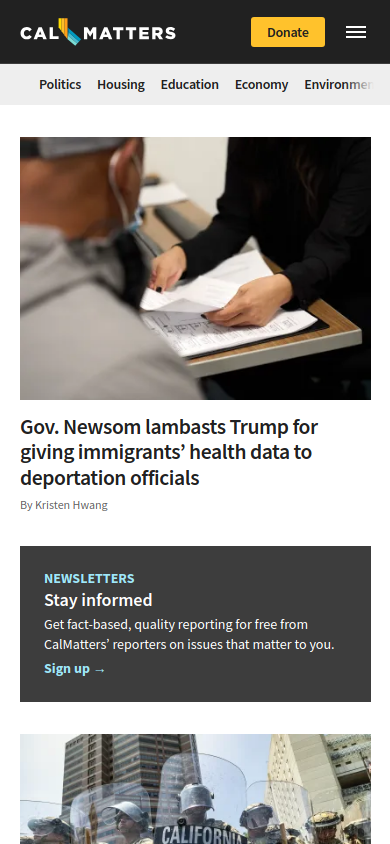 CALMATTERS
Donate
Politics Housing Education Economy Environmen
Gov. Newsom lambasts Trump for
giving immigrants’ health data to
deportation officials
By Kristen Hwang
NEWSLETTERS
Stay informed
Get fact-based, quality reporting for free from
CalMatters’ reporters on issues that matter to you.
Sign up →
CALIFORNIA